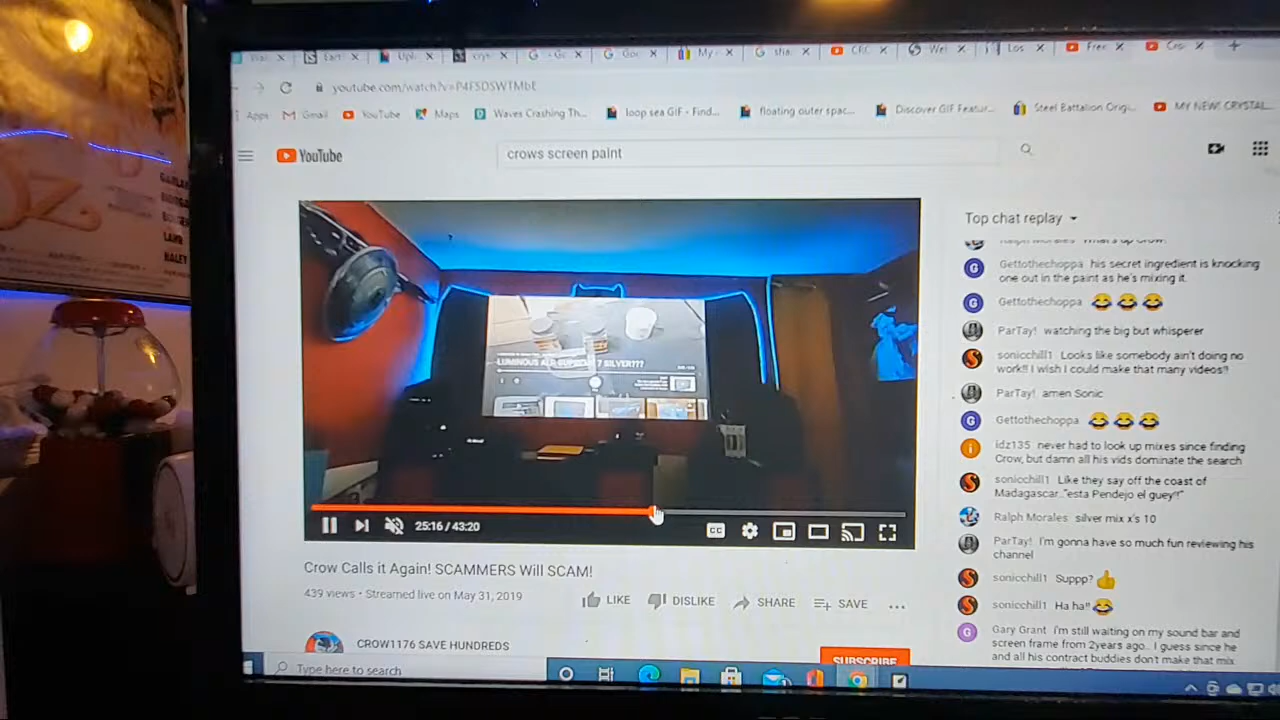 youtube.com/watch?v=P4FSDSWTMbE
Apps Gmail YouTube Maps Waves Crashing Th... loop sea GIF - Find... floating outer spac... Discover GIF Featur... Steel Battalion Origi... MY NEW! CRYSTAL
YouTube
crows screen paint
Top chat replay
Gettothechoppa his secret ingredient is knocking
one out in the paint as he's mixing it.
Gettothechoppa 😂😂😂
ParTay! watching the big but whisperer
sonicchill1 Looks like somebody ain't doing no
work!! I wish I could make that many videos!!
ParTay! amen Sonic
Gettothechoppa 😂😂😂
idz135 never had to look up mixes since finding
Crow, but damn all his vids dominate the search
sonicchill1 Like they say off the coast of
Madagascar.."esta Pendejo el guey!!"
Ralph Morales silver mix x's 10
ParTay! I'm gonna have so much fun reviewing his
channel
sonicchill1 Suppp? 👍
sonicchill1 Ha ha!! 😂
Gary Grant i'm still waiting on my sound bar and
screen frame from 2years ago.. I guess since he
and all his contract buddies don't make that mix
SILVER???
25:16 / 43:20
CC
Crow Calls it Again! SCAMMERS Will SCAM!
439 views • Streamed live on May 31, 2019
LIKE DISLIKE SHARE SAVE
CROW1176 SAVE HUNDREDS
SUBSCRIBE
Type here to search
OZ
LAHR
HALEY